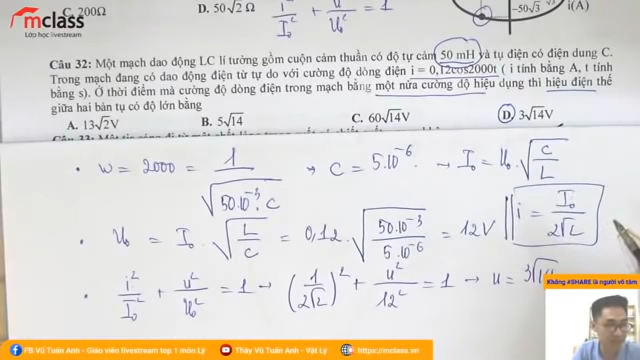 mclass
Lớp học livestream
C. 200Ω
D. 50√2 Ω
i²/I₀² + u²/U₀² = 1
-50√3
i(A)
Câu 32: Một mạch dao động LC lí tưởng gồm cuộn cảm thuần có độ tự cảm 50 mH và tụ điện có điện dung C.
Trong mạch đang có dao động điện từ tự do với cường độ dòng điện i = 0,12cos2000t ( i tính bằng A, t tính
bằng s). Ở thời điểm mà cường độ dòng điện trong mạch bằng một nửa cường độ hiệu dụng thì hiệu điện thế
giữa hai bản tụ có độ lớn bằng
A. 13√2V B. 5√14 C. 60√14V D. 3√14V
• ω = 2000 = 1/√(50.10⁻³.C) → C = 5.10⁻⁶ → I₀ = U₀.√(C/L)
• U₀ = I₀.√(L/C) = 0,12.√(50.10⁻³/5.10⁻⁶) = 12V || i = I₀/2√2
• i²/I₀² + u²/U₀² = 1 → (1/2√2)² + u²/12² = 1 → u = 3√14
Không #SHARE là người vô tâm
FB Vũ Tuấn Anh - Giáo viên livestream top 1 môn Lý
Thầy Vũ Tuấn Anh - Vật Lý
https://mclass.vn